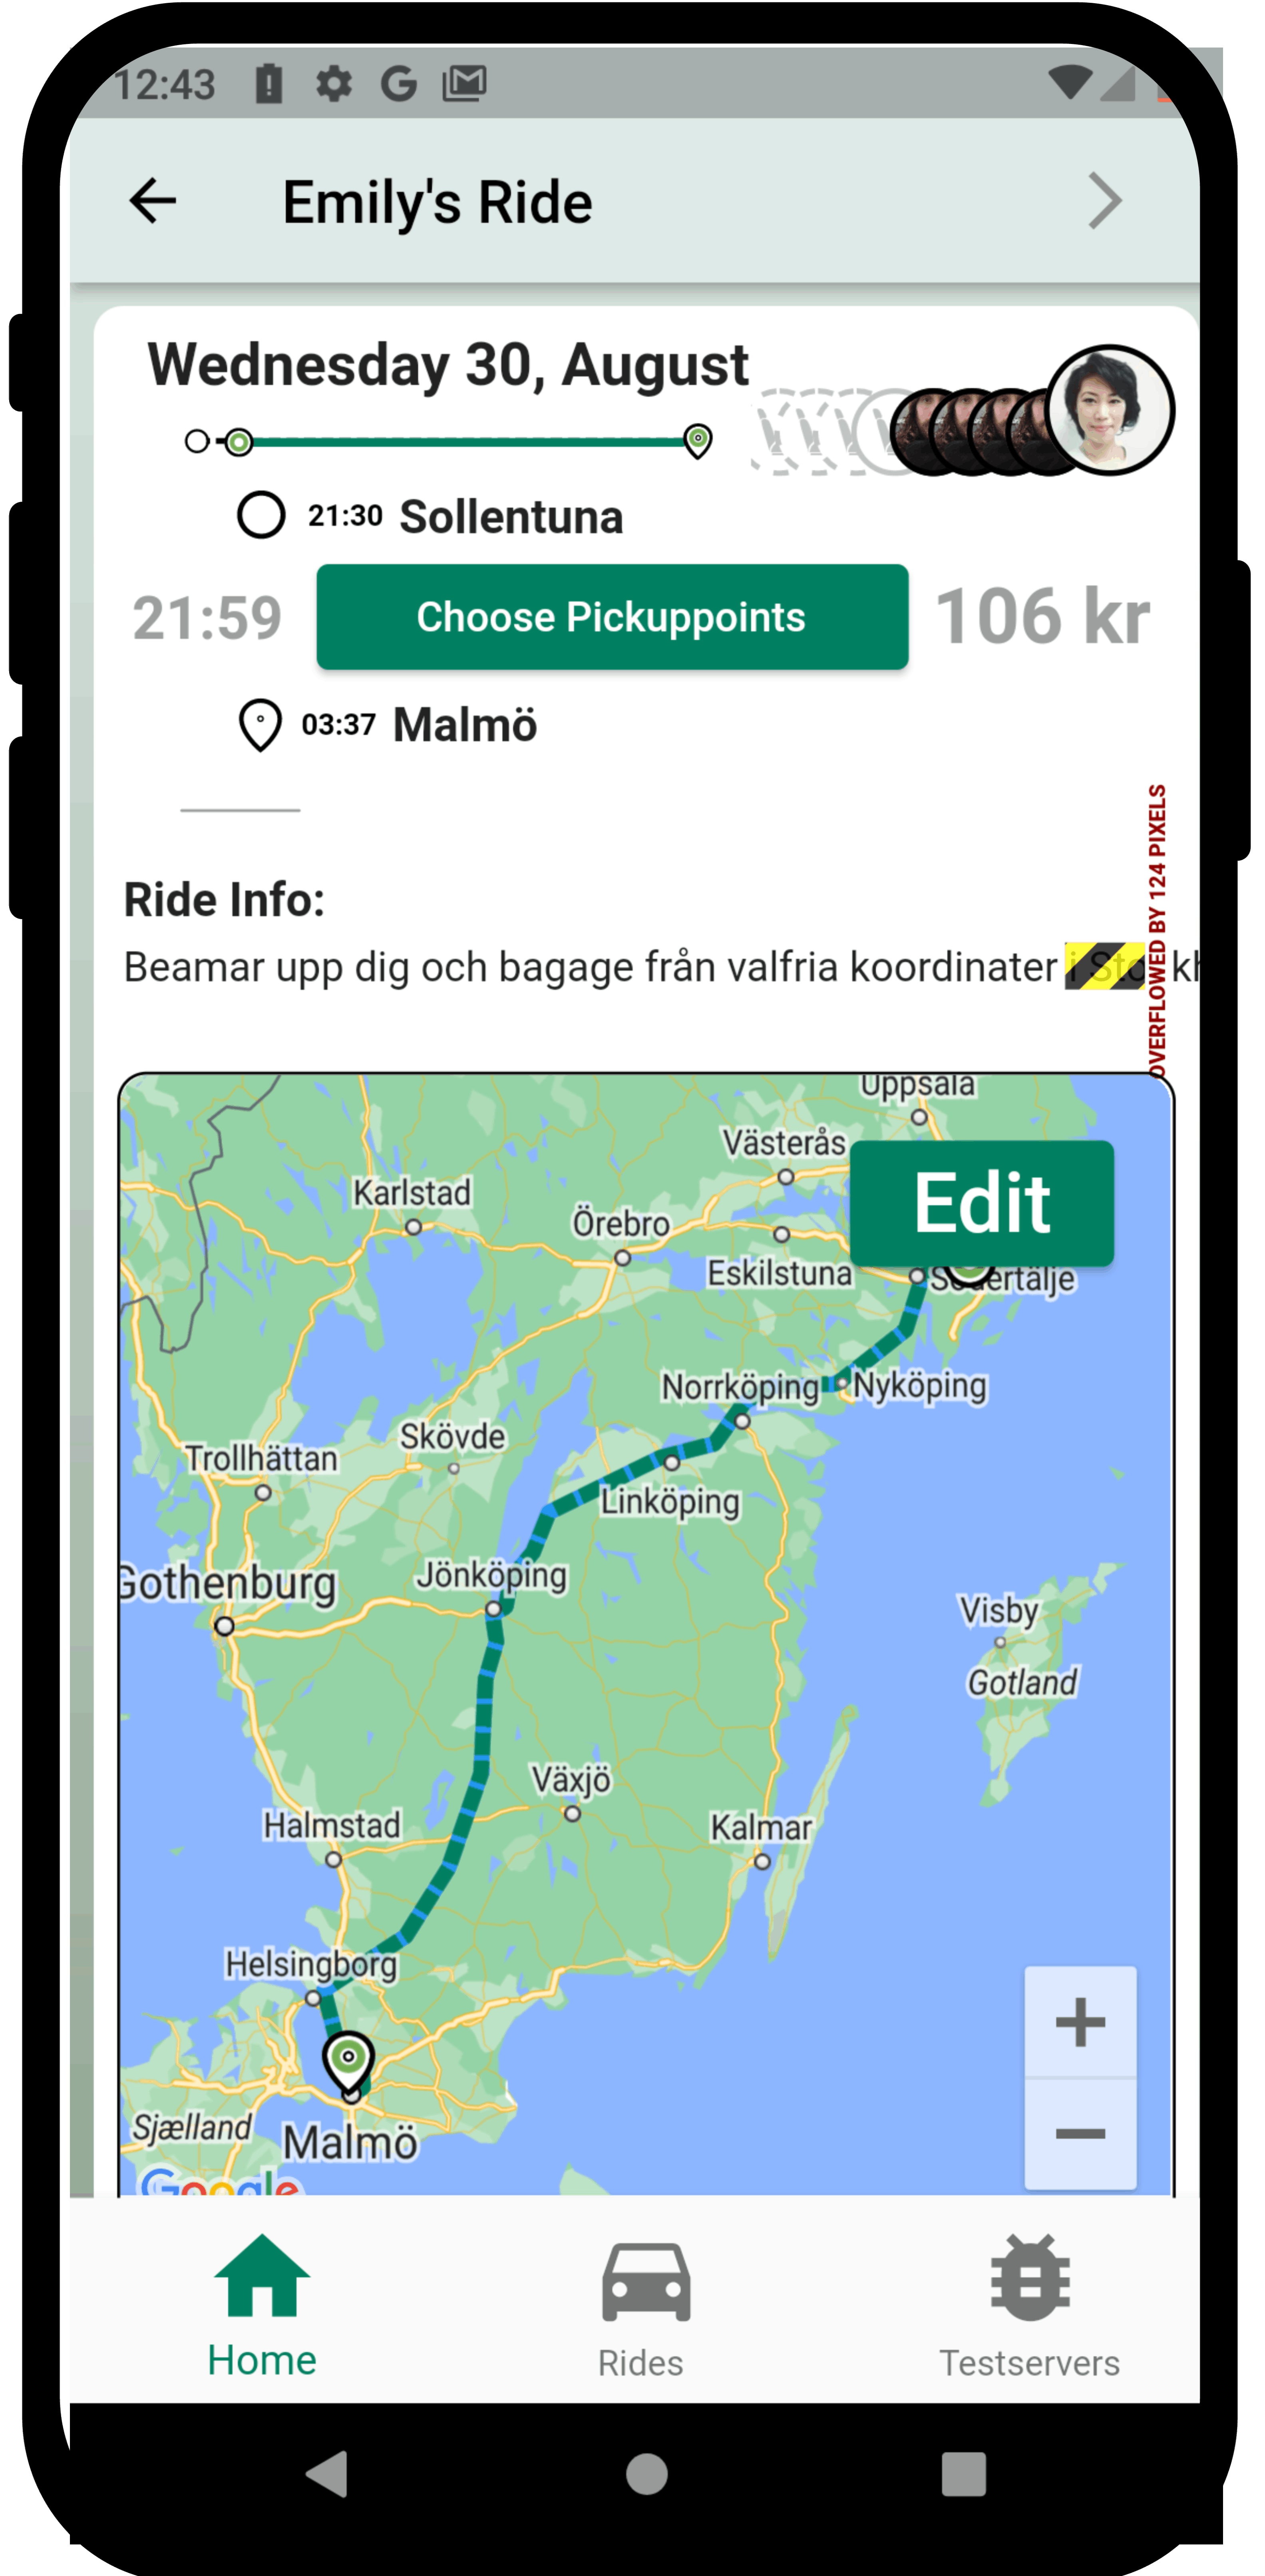 12:43
Emily's Ride
Wednesday 30, August
21:30 Sollentuna
21:59 Choose Pickuppoints 106 kr
03:37 Malmö
OVERFLOWED BY 124 PIXELS
Ride Info:
Beamar upp dig och bagage från valfria koordinater i
Uppsala
Västerås
Edit
Karlstad
Örebro
Eskilstuna
Södertälje
Norrköping
Nyköping
Skövde
Trollhättan
Linköping
Jönköping
Gothenburg
Visby
Gotland
Växjö
Halmstad
Kalmar
Helsingborg
Sjælland
Malmö
Google
Home
Rides
Testservers